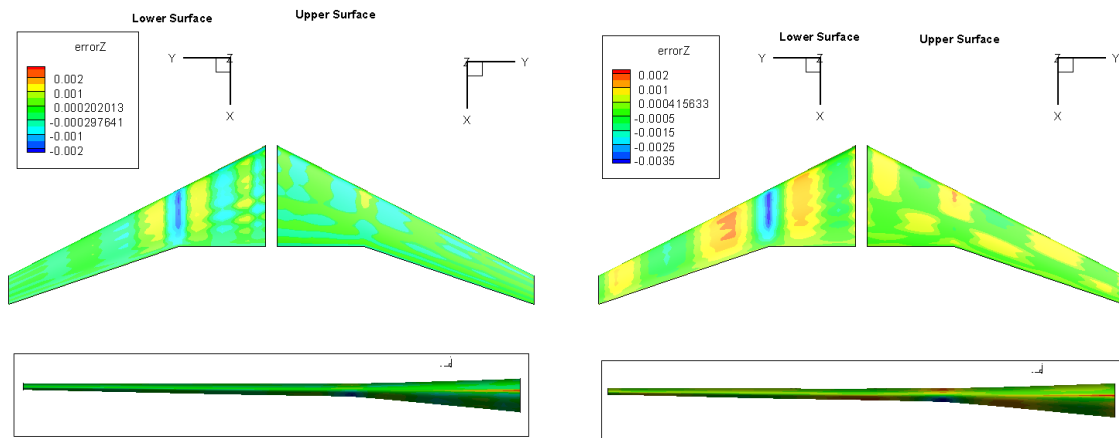 Lower Surface
Upper Surface
errorZ
0.002
0.001
0.000202013
-0.000297641
-0.001
-0.002
Y
Z
X
Z
Y
X
Lower Surface
Upper Surface
errorZ
0.002
0.001
0.000415633
-0.0005
-0.0015
-0.0025
-0.0035
Y
Z
X
Z
Y
X